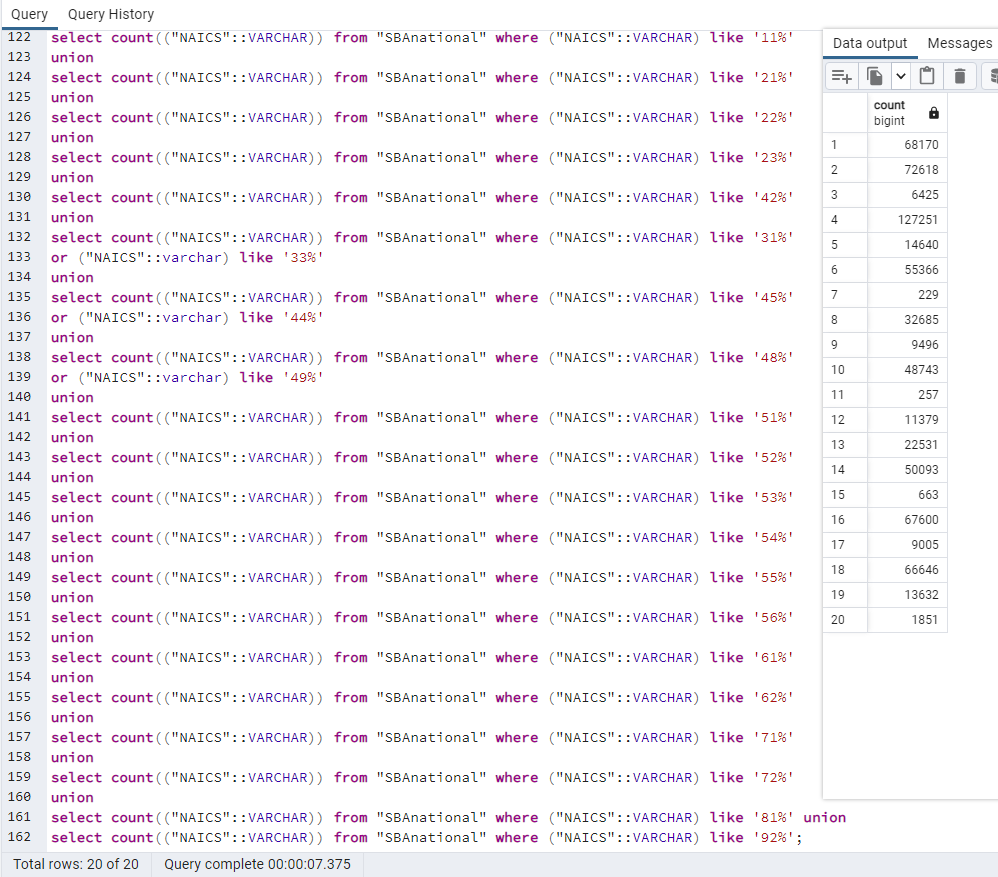 Query Query History
122 select count(("NAICS"::VARCHAR)) from "SBAnational" where ("NAICS"::VARCHAR) like '11%'
123 union
124 select count(("NAICS"::VARCHAR)) from "SBAnational" where ("NAICS"::VARCHAR) like '21%'
125 union
126 select count(("NAICS"::VARCHAR)) from "SBAnational" where ("NAICS"::VARCHAR) like '22%'
127 union
128 select count(("NAICS"::VARCHAR)) from "SBAnational" where ("NAICS"::VARCHAR) like '23%'
129 union
130 select count(("NAICS"::VARCHAR)) from "SBAnational" where ("NAICS"::VARCHAR) like '42%'
131 union
132 select count(("NAICS"::VARCHAR)) from "SBAnational" where ("NAICS"::VARCHAR) like '31%'
133 or ("NAICS"::varchar) like '33%'
134 union
135 select count(("NAICS"::VARCHAR)) from "SBAnational" where ("NAICS"::VARCHAR) like '45%'
136 or ("NAICS"::varchar) like '44%'
137 union
138 select count(("NAICS"::VARCHAR)) from "SBAnational" where ("NAICS"::VARCHAR) like '48%'
139 or ("NAICS"::varchar) like '49%'
140 union
141 select count(("NAICS"::VARCHAR)) from "SBAnational" where ("NAICS"::VARCHAR) like '51%'
142 union
143 select count(("NAICS"::VARCHAR)) from "SBAnational" where ("NAICS"::VARCHAR) like '52%'
144 union
145 select count(("NAICS"::VARCHAR)) from "SBAnational" where ("NAICS"::VARCHAR) like '53%'
146 union
147 select count(("NAICS"::VARCHAR)) from "SBAnational" where ("NAICS"::VARCHAR) like '54%'
148 union
149 select count(("NAICS"::VARCHAR)) from "SBAnational" where ("NAICS"::VARCHAR) like '55%'
150 union
151 select count(("NAICS"::VARCHAR)) from "SBAnational" where ("NAICS"::VARCHAR) like '56%'
152 union
153 select count(("NAICS"::VARCHAR)) from "SBAnational" where ("NAICS"::VARCHAR) like '61%'
154 union
155 select count(("NAICS"::VARCHAR)) from "SBAnational" where ("NAICS"::VARCHAR) like '62%'
156 union
157 select count(("NAICS"::VARCHAR)) from "SBAnational" where ("NAICS"::VARCHAR) like '71%'
158 union
159 select count(("NAICS"::VARCHAR)) from "SBAnational" where ("NAICS"::VARCHAR) like '72%'
160 union
161 select count(("NAICS"::VARCHAR)) from "SBAnational" where ("NAICS"::VARCHAR) like '81%' union
162 select count(("NAICS"::VARCHAR)) from "SBAnational" where ("NAICS"::VARCHAR) like '92%';
Data output Messages
count
bigint
1 68170
2 72618
3 6425
4 127251
5 14640
6 55366
7 229
8 32685
9 9496
10 48743
11 257
12 11379
13 22531
14 50093
15 663
16 67600
17 9005
18 66646
19 13632
20 1851
Total rows: 20 of 20 Query complete 00:00:07.375